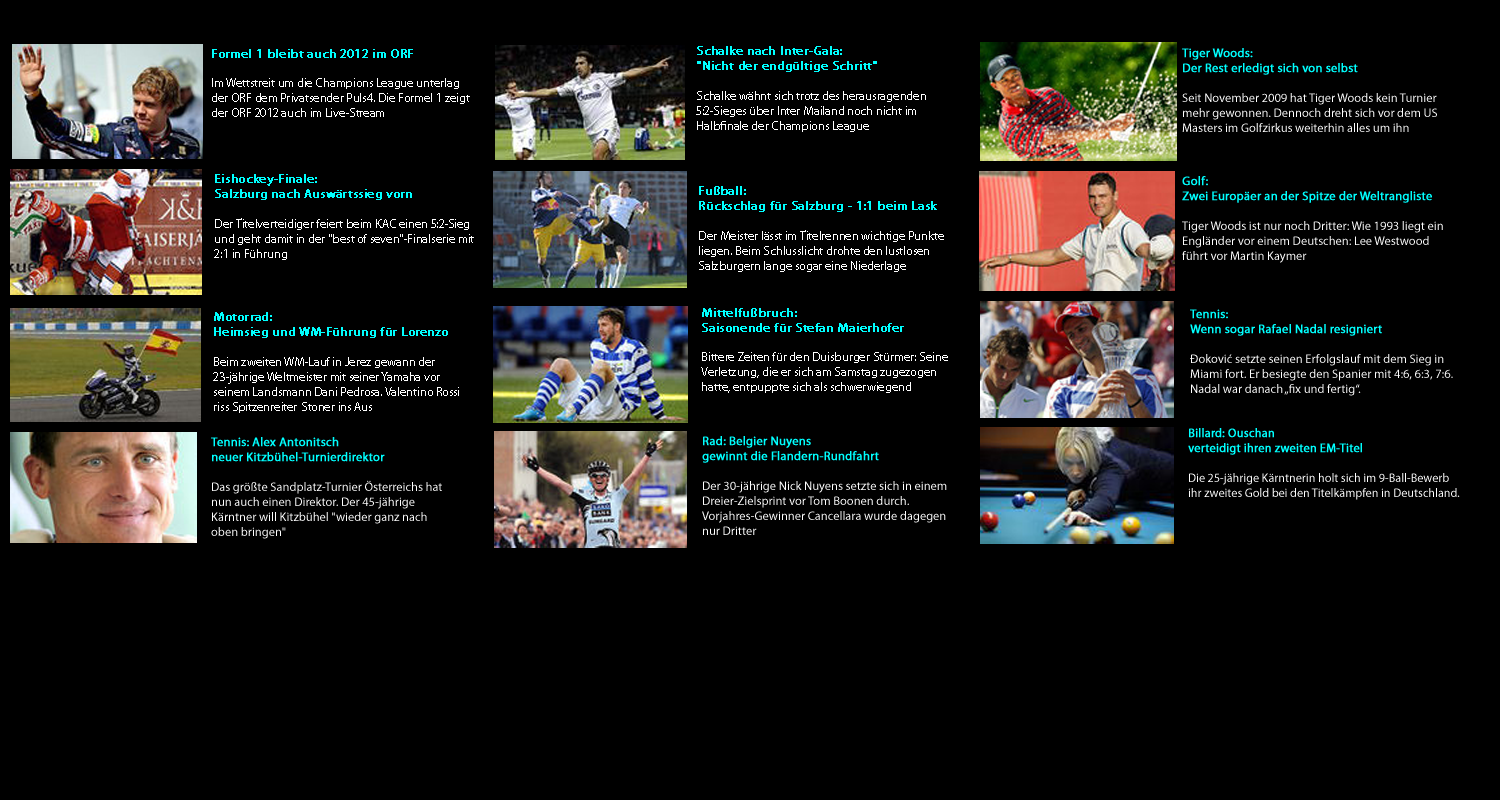 Formel 1 bleibt auch 2012 im ORF
Im Wettstreit um die Champions League unterlag
der ORF dem Privatsender Puls4. Die Formel 1 zeigt
der ORF 2012 auch im Live-Stream
Eishockey-Finale:
Salzburg nach Auswärtssieg vorn
Der Titelverteidiger feiert beim KAC einen 5:2-Sieg
und geht damit in der "best of seven"-Finalserie mit
2:1 in Führung
Motorrad:
Heimsieg und WM-Führung für Lorenzo
Beim zweiten WM-Lauf in Jerez gewann der
23-jährige Weltmeister mit seiner Yamaha vor
seinem Landsmann Dani Pedrosa. Valentino Rossi
riss Spitzenreiter Stoner ins Aus
Tennis: Alex Antonitsch
neuer Kitzbühel-Turnierdirektor
Das größte Sandplatz-Turnier Österreichs hat
nun auch einen Direktor. Der 45-jährige
Kärntner will Kitzbühel "wieder ganz nach
oben bringen"
Schalke nach Inter-Gala:
"Nicht der endgültige Schritt"
Schalke wähnt sich trotz des herausragenden
5:2-Sieges über Inter Mailand noch nicht im
Halbfinale der Champions League
Fußball:
Rückschlag für Salzburg - 1:1 beim Lask
Der Meister lässt im Titelrennen wichtige Punkte
liegen. Beim Schlusslicht drohte den lustlosen
Salzburgern lange sogar eine Niederlage
Mittelfußbruch:
Saisonende für Stefan Maierhofer
Bittere Zeiten für den Duisburger Stürmer: Seine
Verletzung, die er sich am Samstag zugezogen
hatte, entpuppte sich als schwerwiegend
Rad: Belgier Nuyens
gewinnt die Flandern-Rundfahrt
Der 30-jährige Nick Nuyens setzte sich in einem
Dreier-Zielsprint vor Tom Boonen durch.
Vorjahres-Gewinner Cancellara wurde dagegen
nur Dritter
Tiger Woods:
Der Rest erledigt sich von selbst
Seit November 2009 hat Tiger Woods kein Turnier
mehr gewonnen. Dennoch dreht sich vor dem US
Masters im Golfzirkus weiterhin alles um ihn
Golf:
Zwei Europäer an der Spitze der Weltrangliste
Tiger Woods ist nur noch Dritter: Wie 1993 liegt ein
Engländer vor einem Deutschen: Lee Westwood
führt vor Martin Kaymer
Tennis:
Wenn sogar Rafael Nadal resigniert
Đoković setzte seinen Erfolgslauf mit dem Sieg in
Miami fort. Er besiegte den Spanier mit 4:6, 6:3, 7:6.
Nadal war danach „fix und fertig“.
Billard: Ouschan
verteidigt ihren zweiten EM-Titel
Die 25-jährige Kärntnerin holt sich im 9-Ball-Bewerb
ihr zweites Gold bei den Titelkämpfen in Deutschland.